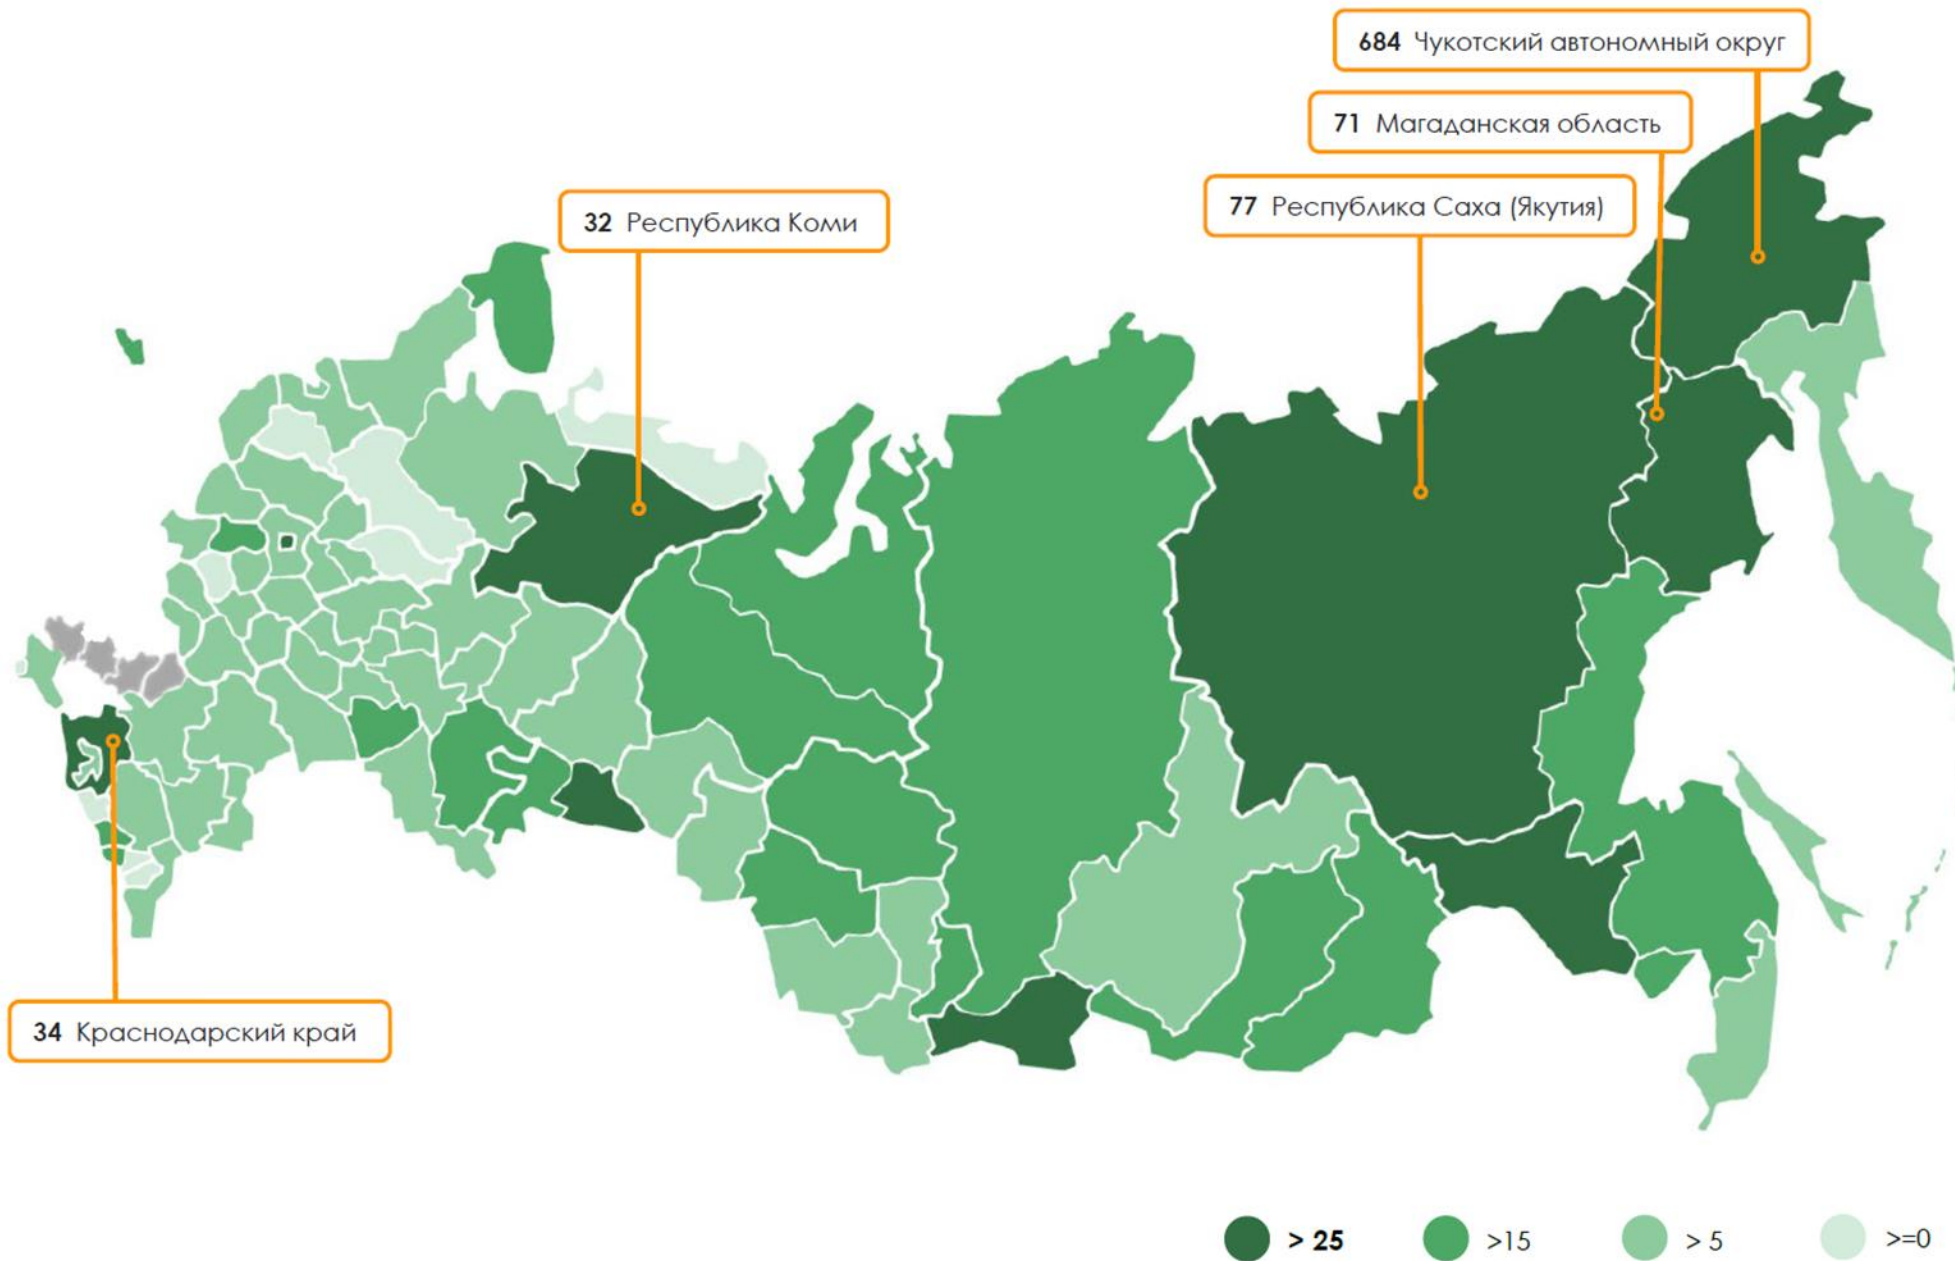 684 Чукотский автономный округ
71 Магаданская область
77 Республика Саха (Якутия)
32 Республика Коми
34 Краснодарский край
> 25
>15
> 5
>=0